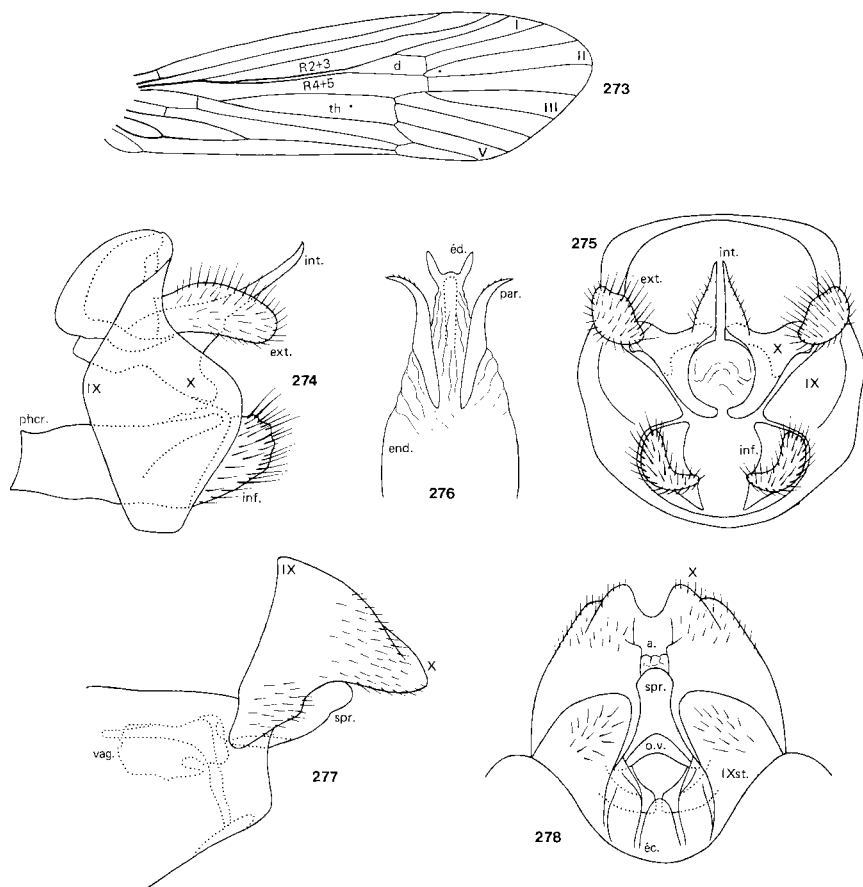 I
R2+3
d
II
R4+5
273
th
III
V
int.
ext.
274
IX
X
phcr.
inf.
éd.
par.
end.
276
275
int.
ext.
X
IX
inf.
IX
X
spr.
vag.
277
X
a.
spr.
o.v.
IXst.
éc.
278